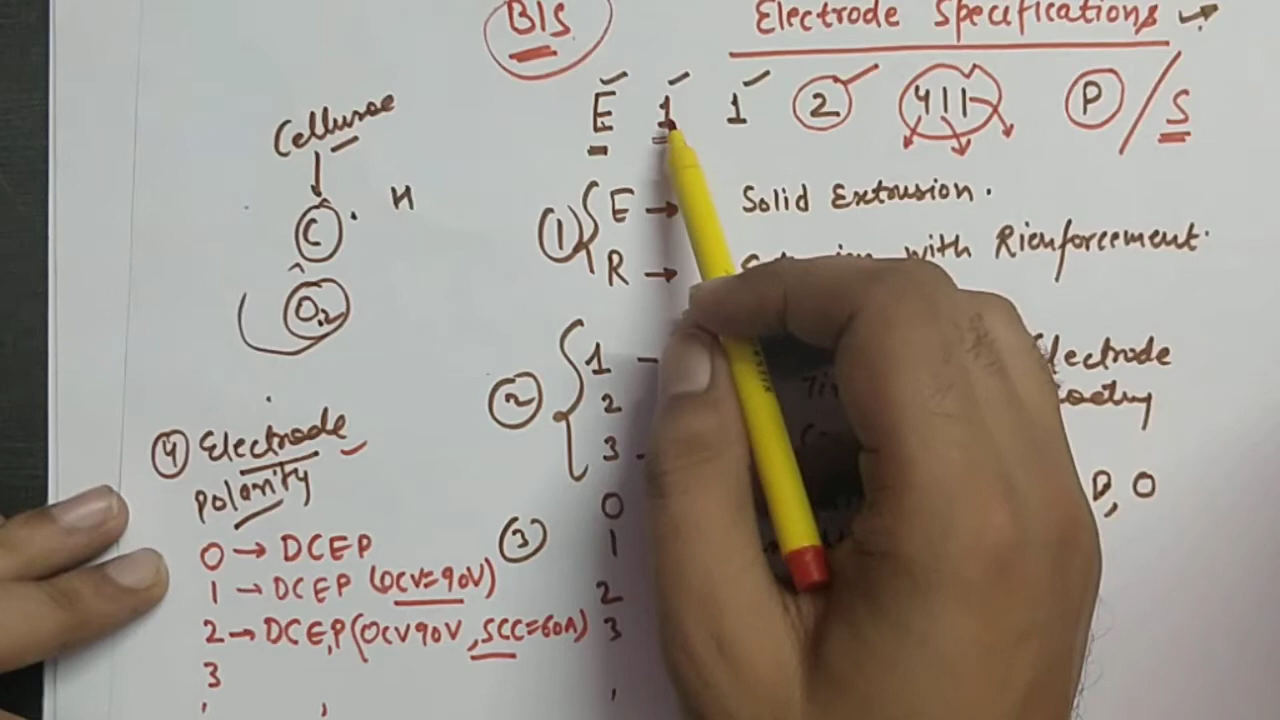 BIS
Electrode Specifications
E 1 1 2 411 P / S
Cellurose
C . H
O2
① E → Solid Extrusion.
R → with Rienforcement.
② 1 - Electrode
2
3
④ Electrode
Polarity
0 → DCEP
1 → DCEP (OCV=90V)
2 → DCE,P (OCV 90V, SCC=60A)
3
③ 0 D, O
1
2
3